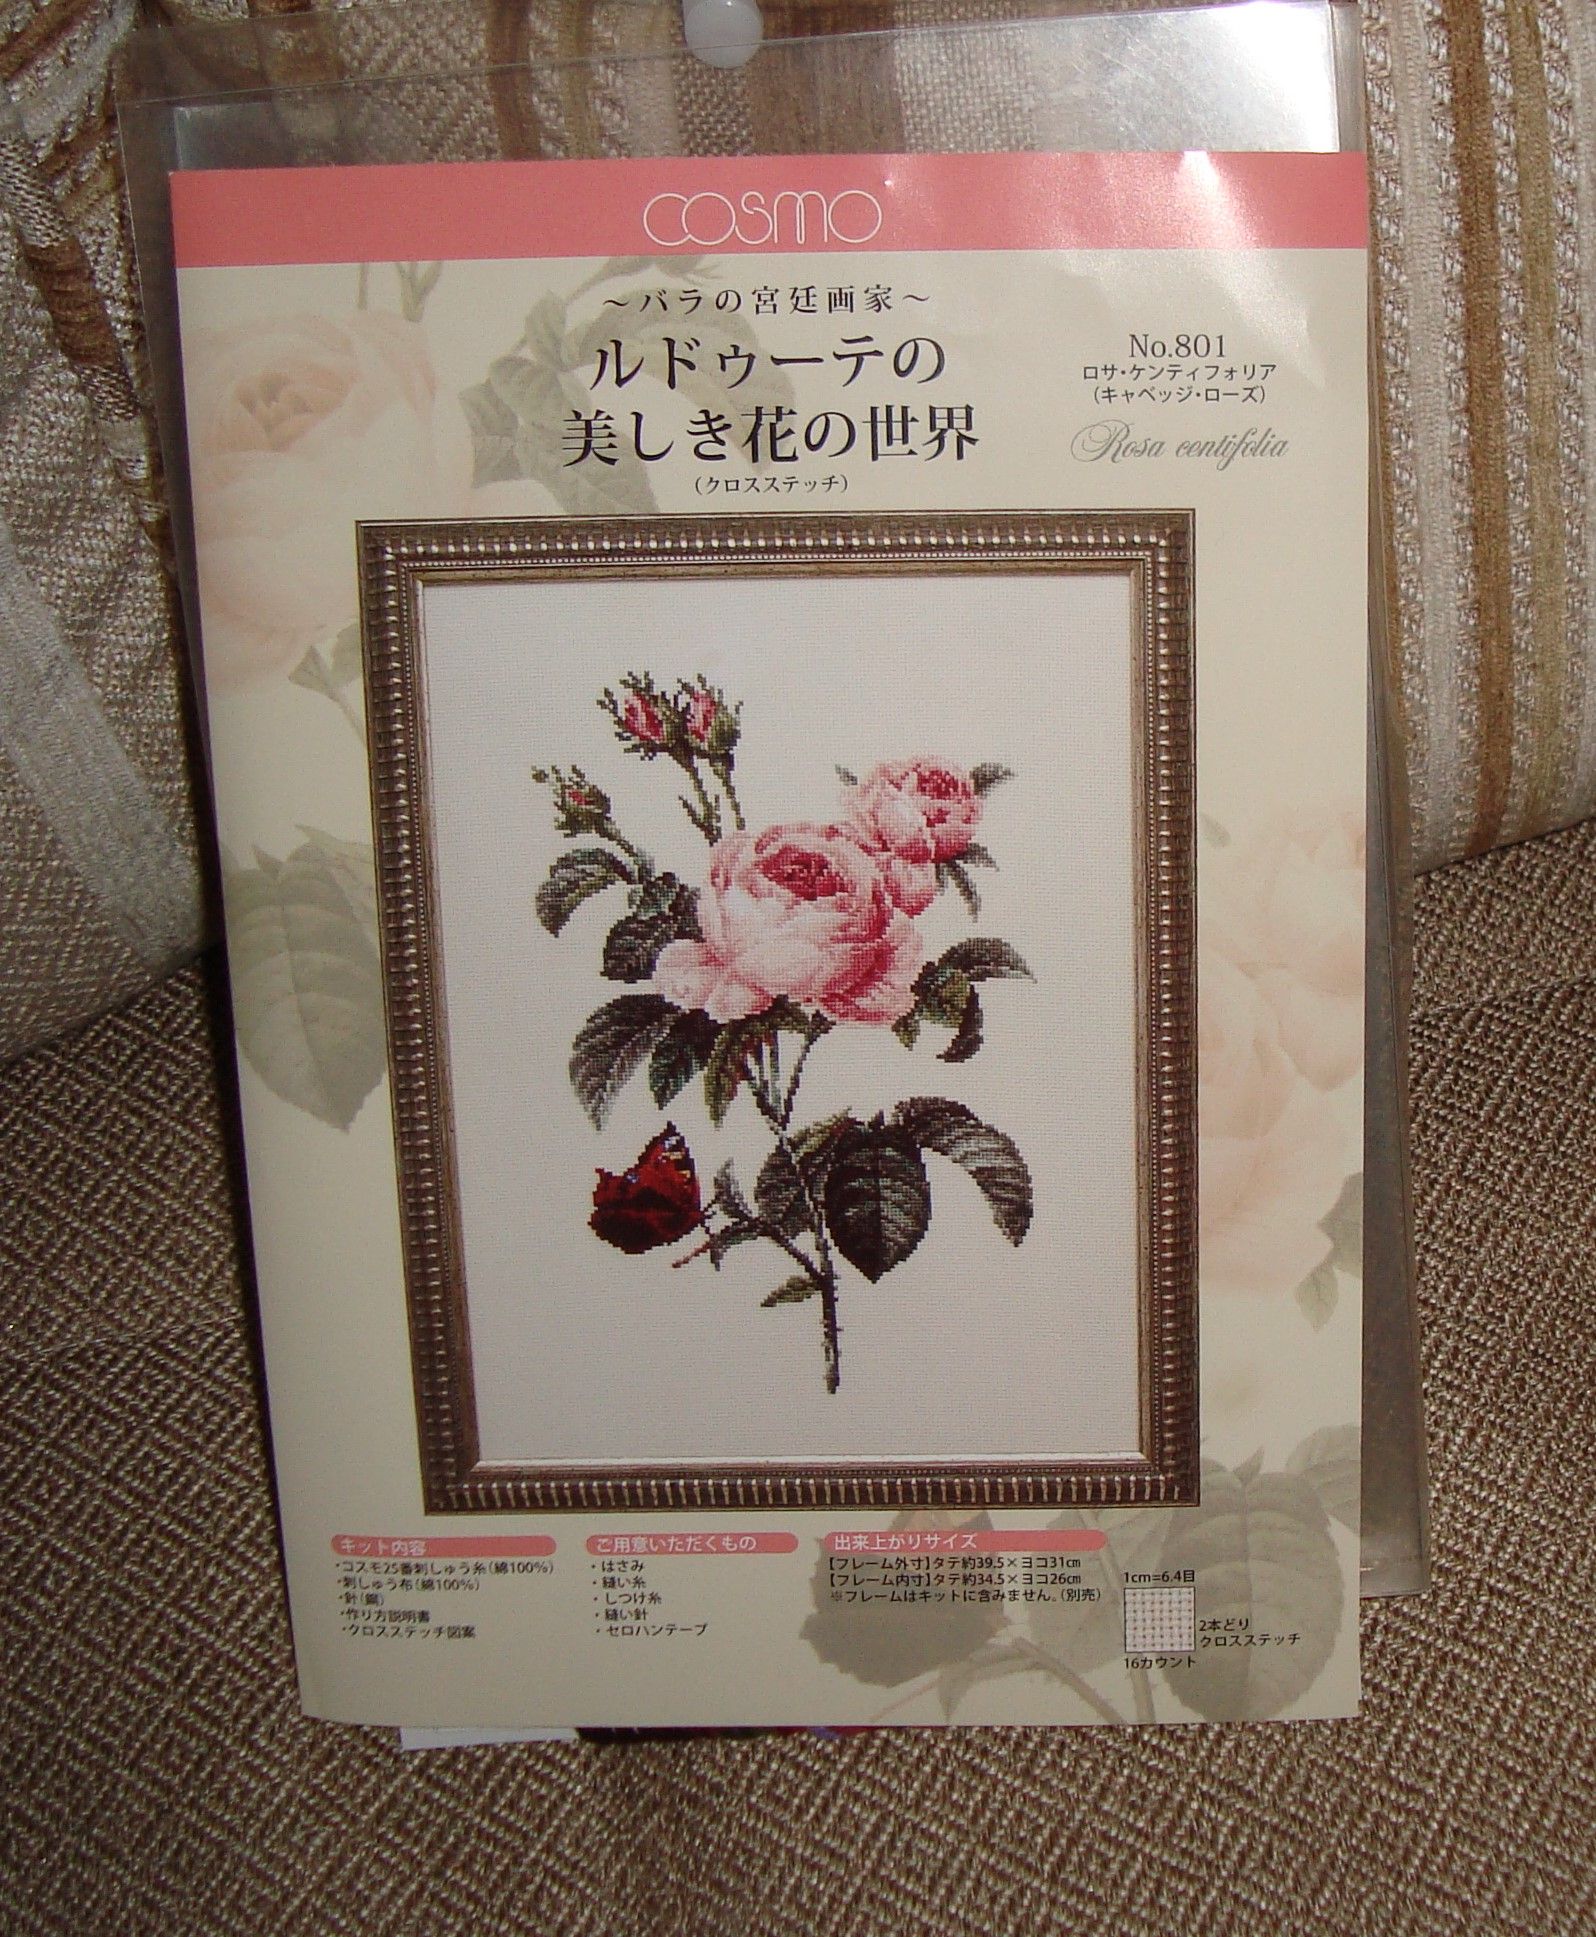 COSMO
～バラの宮廷画家～
ルドゥーテの
美しき花の世界
(クロスステッチ)
No.801
ロサ・ケンティフォリア
(キャベッジ・ローズ)
Rosa centifolia
キット内容
・コスモ25番刺しゅう糸(綿100%)
・刺しゅう布(綿100%)
・針(鋼)
・作り方説明書
・クロスステッチ図案
ご用意いただくもの
・はさみ
・縫い糸
・しつけ糸
・縫い針
・セロハンテープ
出来上がりサイズ
【フレーム外寸】タテ約39.5×ヨコ31㎝
【フレーム内寸】タテ約34.5×ヨコ26㎝
※フレームはキットに含みません。(別売)
1cm=6.4目
2本どり
クロスステッチ
16カウント